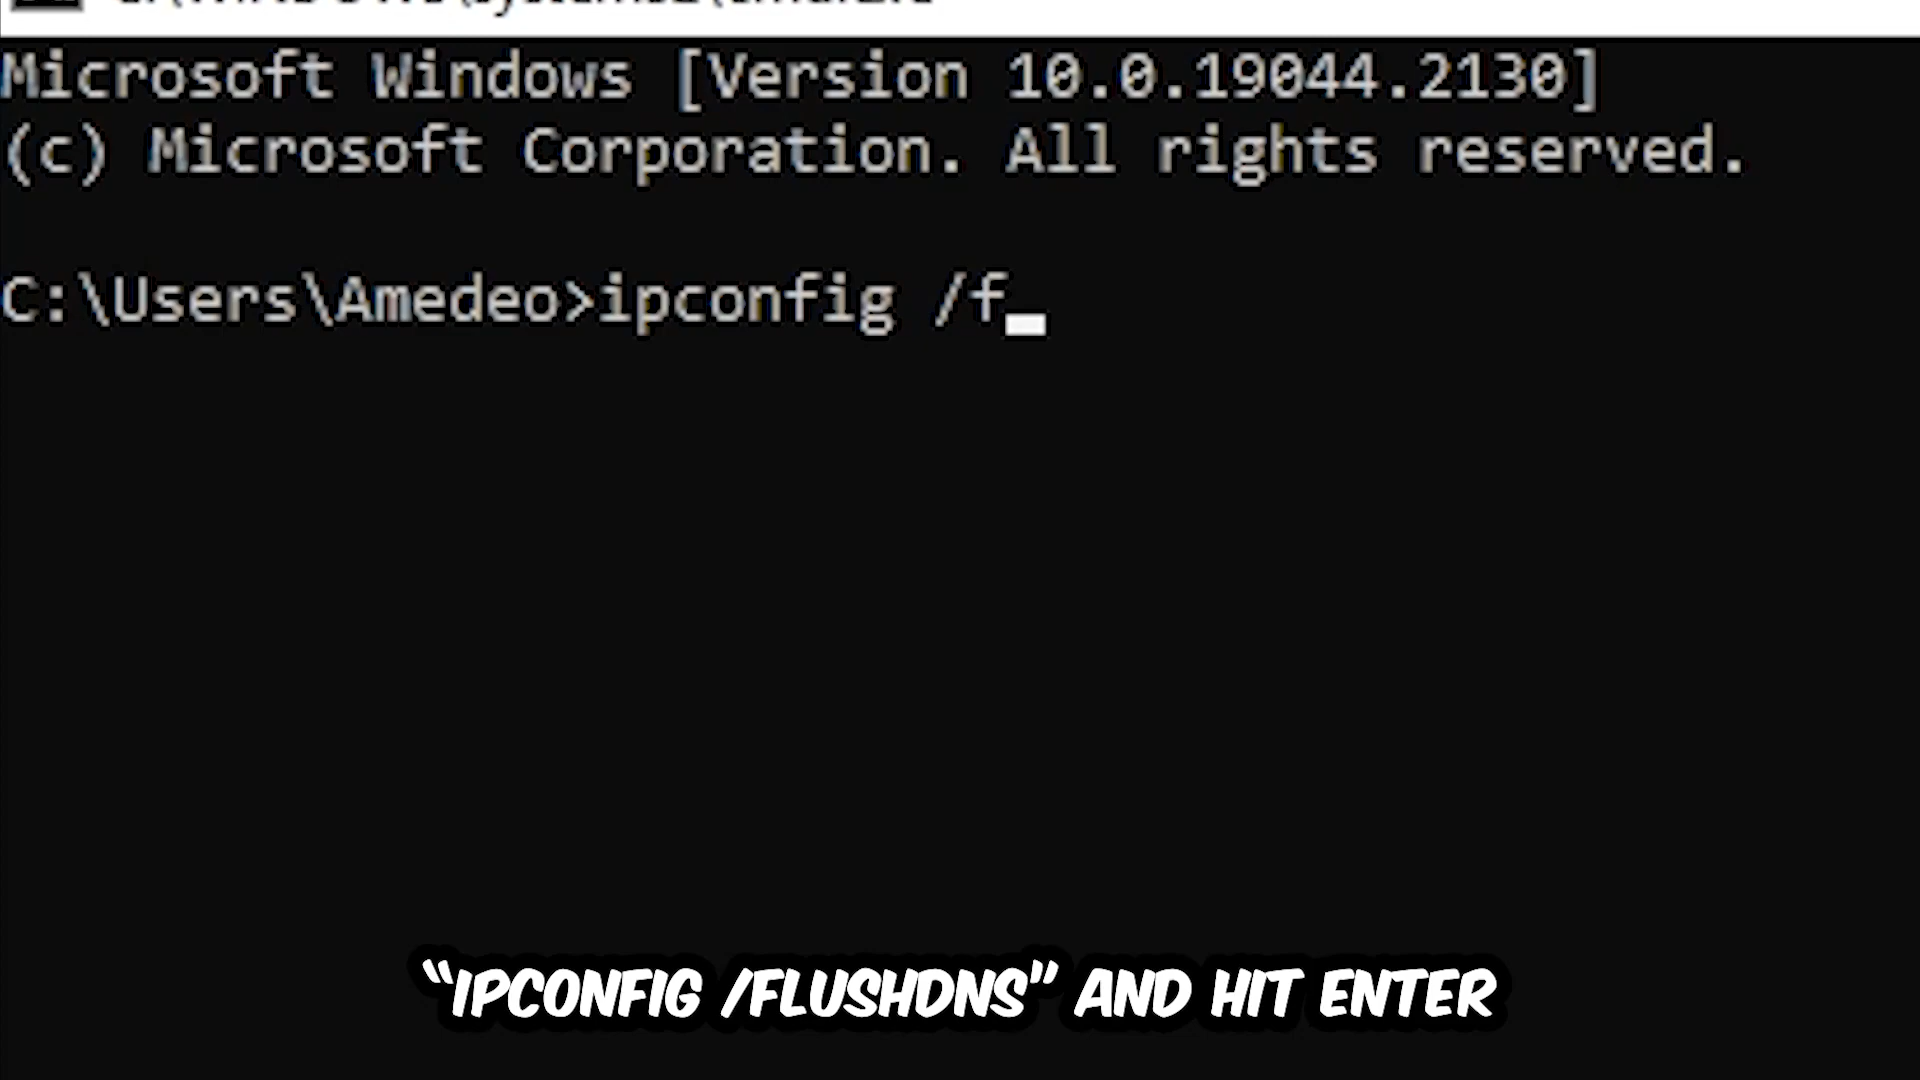 Microsoft Windows [Version 10.0.19044.2130]
(c) Microsoft Corporation. All rights reserved.
C:\Users\Amedeo>ipconfig /f
“IPCONFIG /FLUSHDNS” AND HIT ENTER